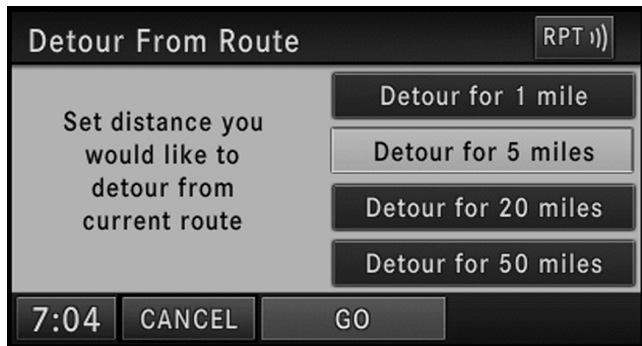 Detour From Route
RPT
Set distance you
would like to
detour from
current route
Detour for 1 mile
Detour for 5 miles
Detour for 20 miles
Detour for 50 miles
7:04
CANCEL
GO